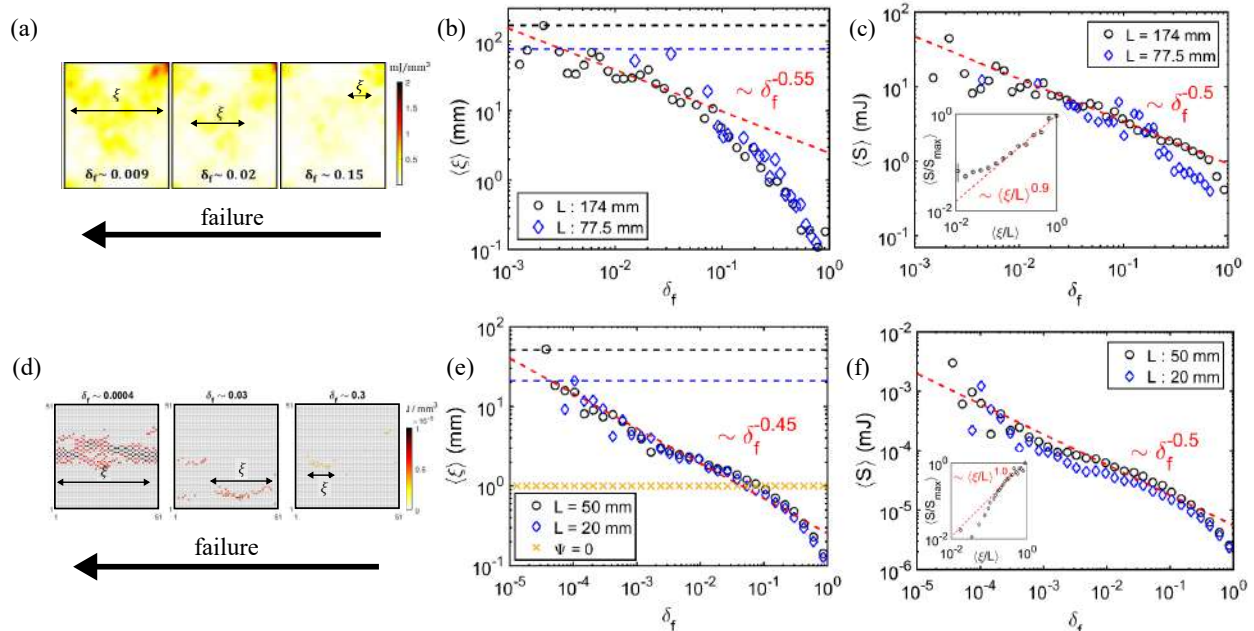 (a)
mJ/mm³
2
1.5
1
0.5
ξ
ξ
ξ
δf ~ 0.009
δf ~ 0.02
δf ~ 0.15
failure
(b)
10³
10²
10¹
10⁰
10⁻¹
⟨ξ⟩ (mm)
~ δf^-0.55
L : 174 mm
L : 77.5 mm
10⁻³
10⁻²
10⁻¹
10⁰
δf
(c)
10²
10¹
10⁰
10⁻¹
⟨S⟩ (mJ)
L = 174 mm
L = 77.5 mm
~ δf^-0.5
10⁰
10⁻²
⟨S/Smax⟩
~ ⟨ξ/L⟩^0.9
10⁻²
10⁰
⟨ξ/L⟩
10⁻³
10⁻²
10⁻¹
10⁰
δf
(d)
δf ~ 0.0004
δf ~ 0.03
δf ~ 0.3
J / mm³
1
0.5
0
ξ
ξ
ξ
1
failure
(e)
10²
10¹
10⁰
10⁻¹
⟨ξ⟩ (mm)
~ δf^-0.45
L = 50 mm
L = 20 mm
Ψ = 0
10⁻⁵
10⁻⁴
10⁻³
10⁻²
10⁻¹
10⁰
δf
(f)
10⁻²
10⁻³
10⁻⁴
10⁻⁵
10⁻⁶
⟨S⟩ (mJ)
L : 50 mm
L : 20 mm
~ δf^-0.5
10⁰
10⁻²
⟨S/Smax⟩
~ ⟨ξ/L⟩^1.0
10⁻²
10⁰
⟨ξ/L⟩
10⁻⁵
10⁻⁴
10⁻³
10⁻²
10⁻¹
10⁰
δf